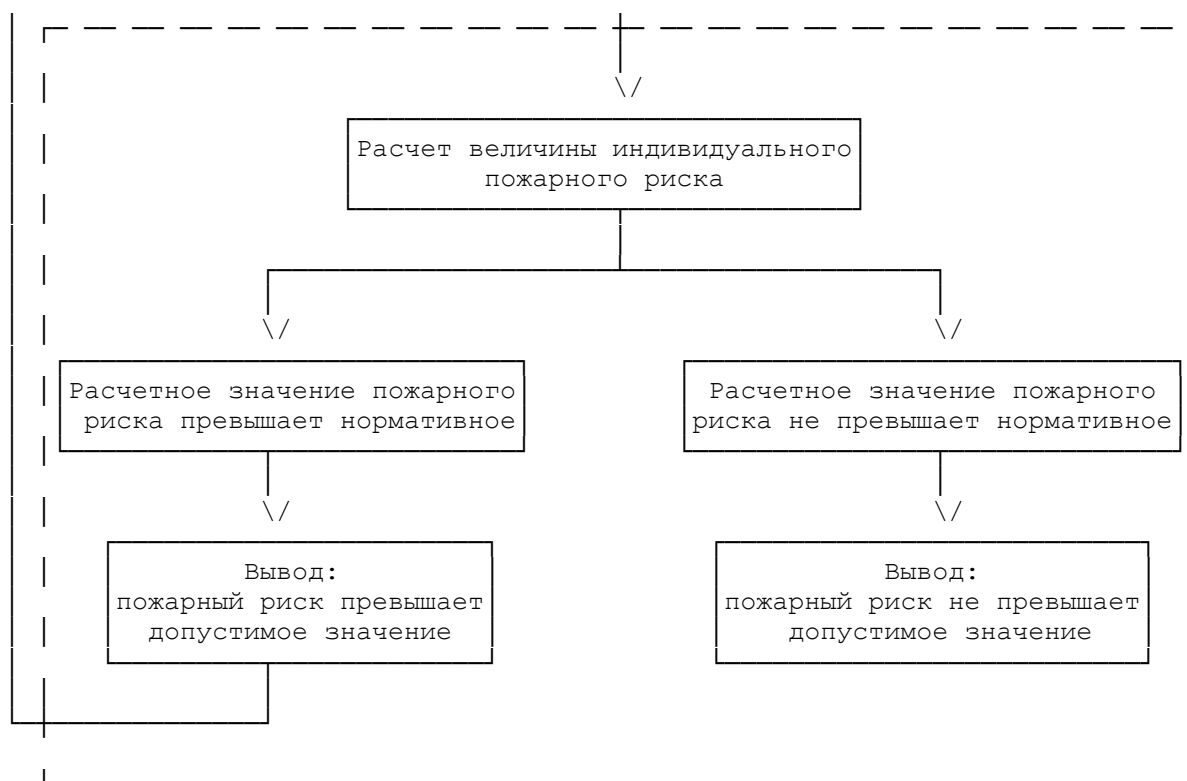 Расчет величины индивидуального
пожарного риска
Расчетное значение пожарного
риска превышает нормативное
Расчетное значение пожарного
риска не превышает нормативное
Вывод:
пожарный риск превышает
допустимое значение
Вывод:
пожарный риск не превышает
допустимое значение